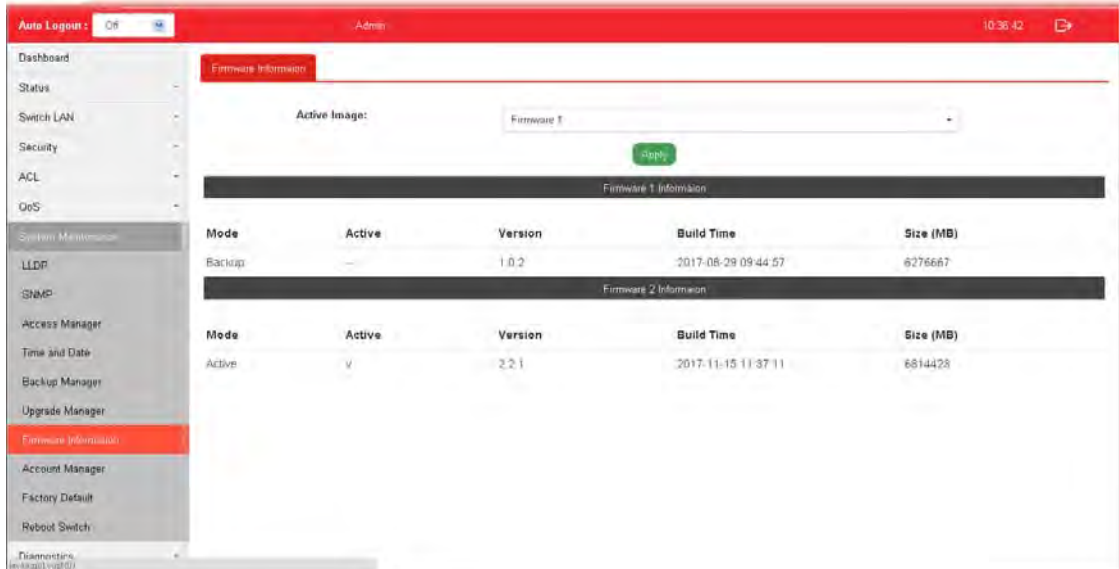 Auto Logout : Off Admin 10:36:42
Dashboard
Status
Switch LAN
Security
ACL
QoS
System Maintenance
LLDP
SNMP
Access Manager
Time and Date
Backup Manager
Upgrade Manager
Firmware Information
Account Manager
Factory Default
Reboot Switch
Diagnostics
Firmware Informaion
Active Image: Firmware 1
Apply
Firmware 1 Informaion
Mode Active Version Build Time Size (MB)
Backup -- 1.0.2 2017-08-29 09:44:57 6276667
Firmware 2 Informaion
Mode Active Version Build Time Size (MB)
Active v 2.2.1 2017-11-15 11:37:11 6814428